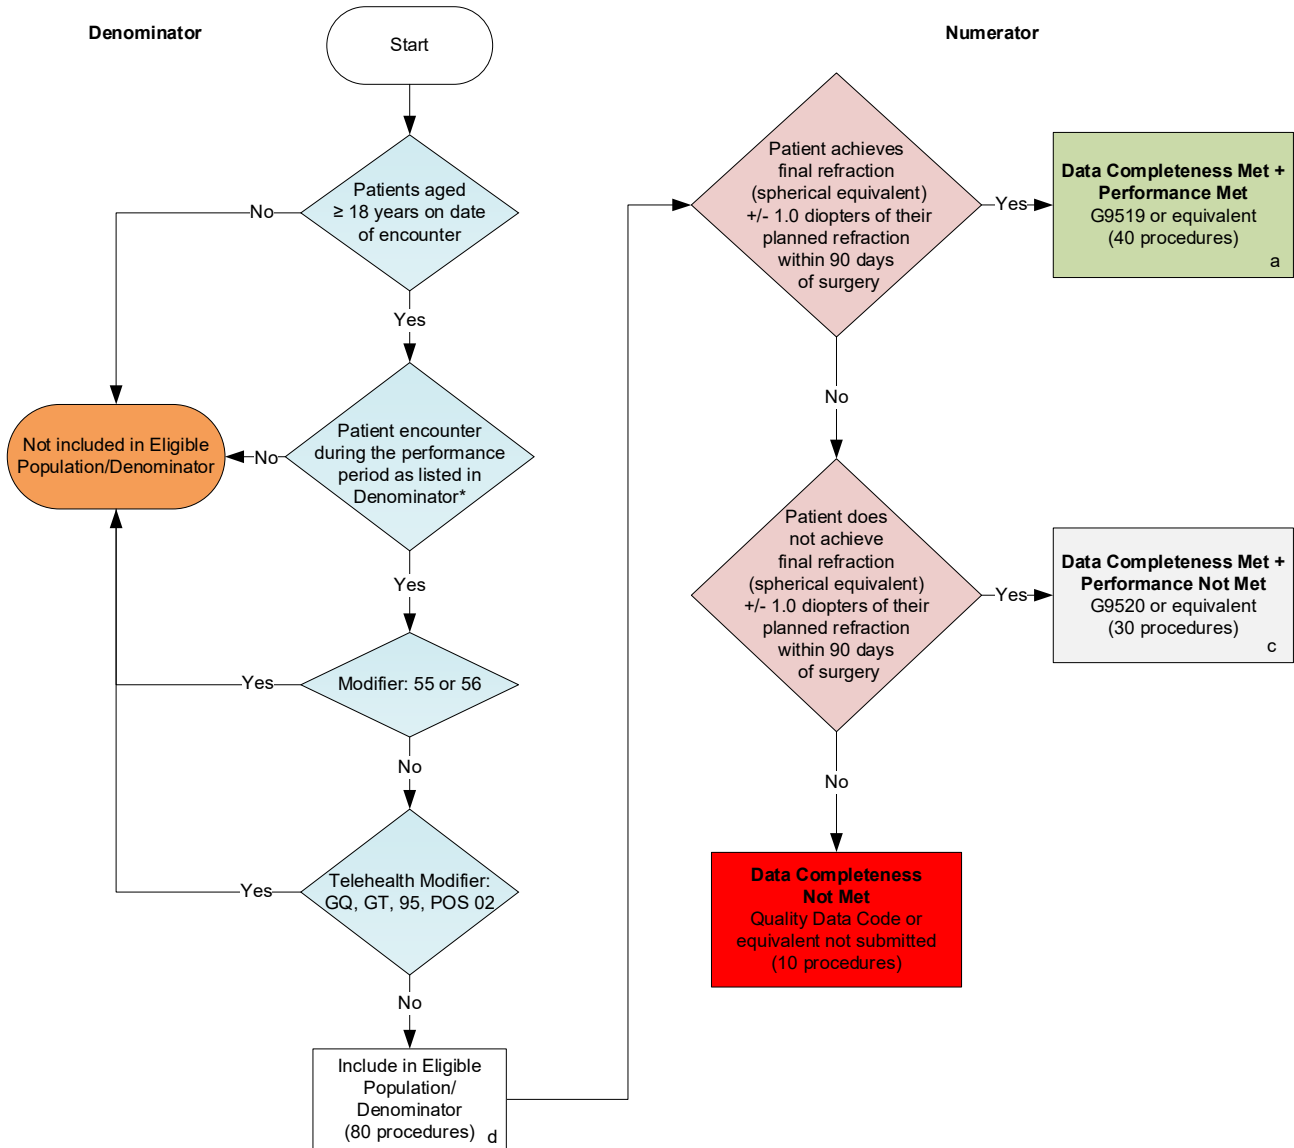 Denominator
Start
Patients aged
≥ 18 years on date
of encounter
No
Yes
Patient encounter
during the performance
period as listed in
Denominator*
No
Not included in Eligible
Population/Denominator
Yes
Modifier: 55 or 56
Yes
No
Telehealth Modifier:
GQ, GT, 95, POS 02
Yes
No
Include in Eligible
Population/
Denominator
(80 procedures)
d
Numerator
Patient achieves
final refraction
(spherical equivalent)
+/- 1.0 diopters of their
planned refraction
within 90 days
of surgery
Yes
Data Completeness Met +
Performance Met
G9519 or equivalent
(40 procedures)
a
No
Patient does
not achieve
final refraction
(spherical equivalent)
+/- 1.0 diopters of their
planned refraction
within 90 days
of surgery
Yes
Data Completeness Met +
Performance Not Met
G9520 or equivalent
(30 procedures)
c
No
Data Completeness
Not Met
Quality Data Code or
equivalent not submitted
(10 procedures)